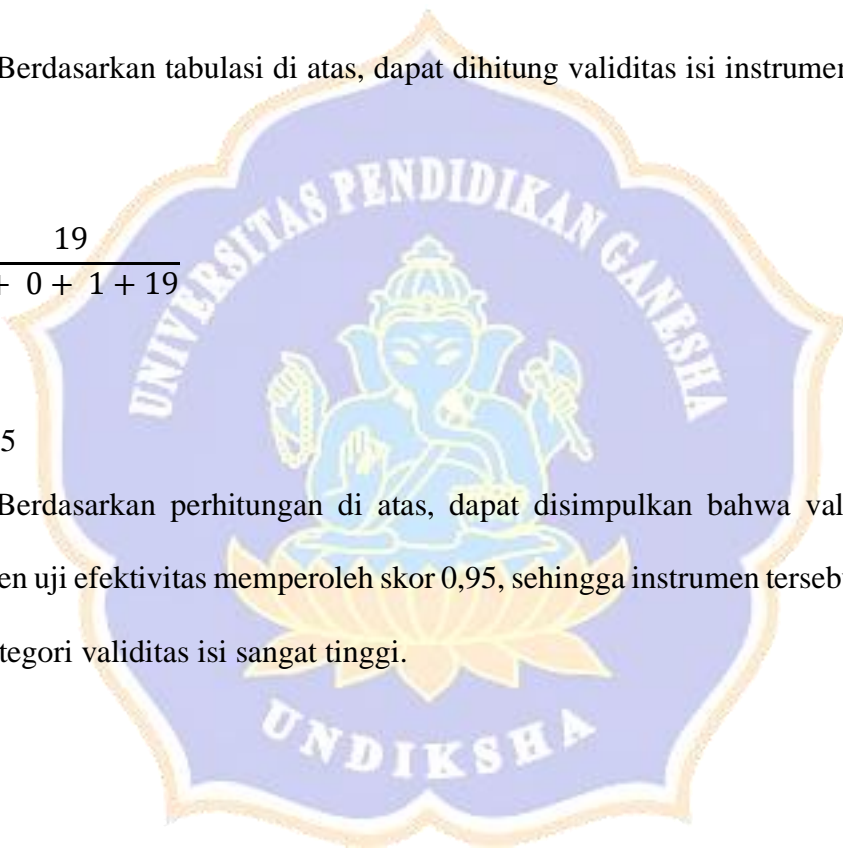 Berdasarkan tabulasi di atas, dapat dihitung validitas isi instrumen
UNIVERSITAS PENDIDIKAN GANESHA
19
+ 0 + 1 + 19
5
Berdasarkan perhitungan di atas, dapat disimpulkan bahwa val
en uji efektivitas memperoleh skor 0,95, sehingga instrumen terseb
tegori validitas isi sangat tinggi.
UNDIKSHA